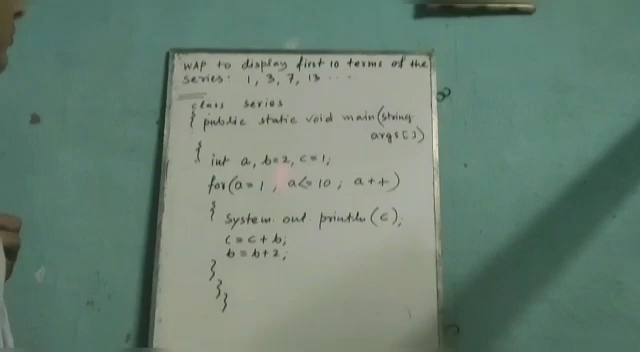 WAP to display first 10 terms of the
series: 1, 3, 7, 13 ....
class series
{ public static void main(string
args[])
{
int a, b=2, c=1;
for(a=1 ; a<=10 ; a++)
{
System.out.println(c);
c=c+b;
b=b+2;
}
}
}